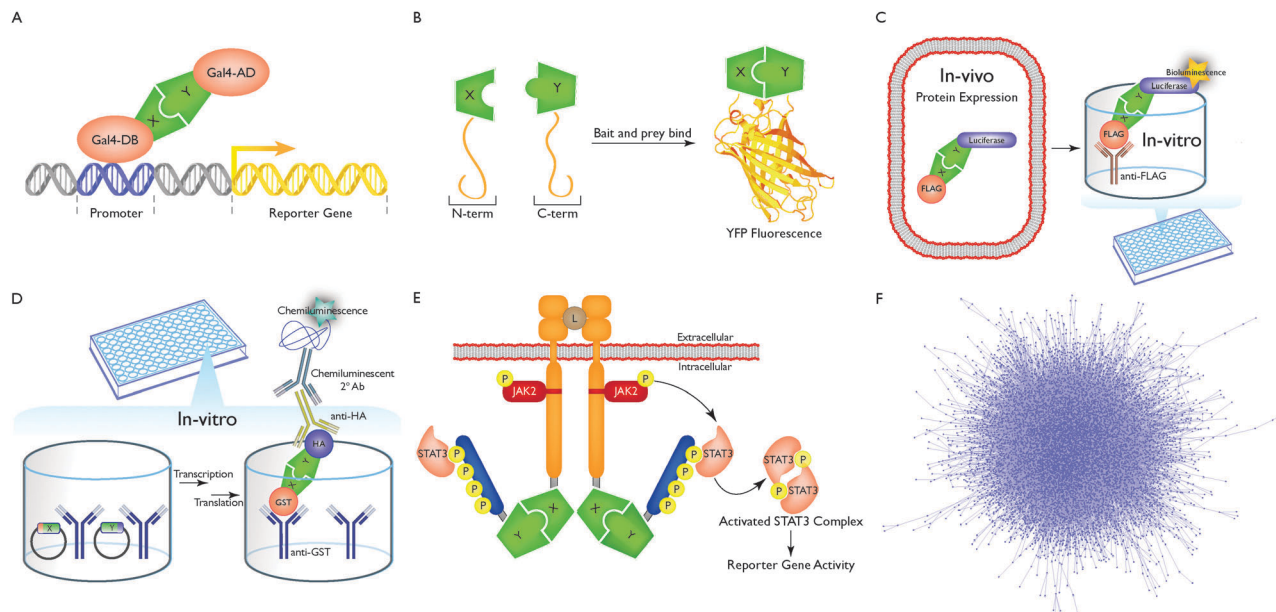 A
Gal4-AD
Y
X
Gal4-DB
Promoter
Reporter Gene
B
X
Y
N-term
C-term
Bait and prey bind
X
Y
YFP Fluorescence
C
In-vivo
Protein Expression
Luciferase
Y
X
FLAG
Bioluminescence
Luciferase
Y
X
FLAG
In-vitro
anti-FLAG
D
Chemiluminescence
Chemiluminescent
2° Ab
anti-HA
In-vitro
HA
Y
X
GST
Transcription
Translation
X
Y
anti-GST
E
L
Extracellular
Intracellular
P
JAK2
P
JAK2
STAT3
P
P
P
P
X
Y
X
Y
P
P
P
P
STAT3
STAT3
P
P
STAT3
Activated STAT3 Complex
Reporter Gene Activity
F